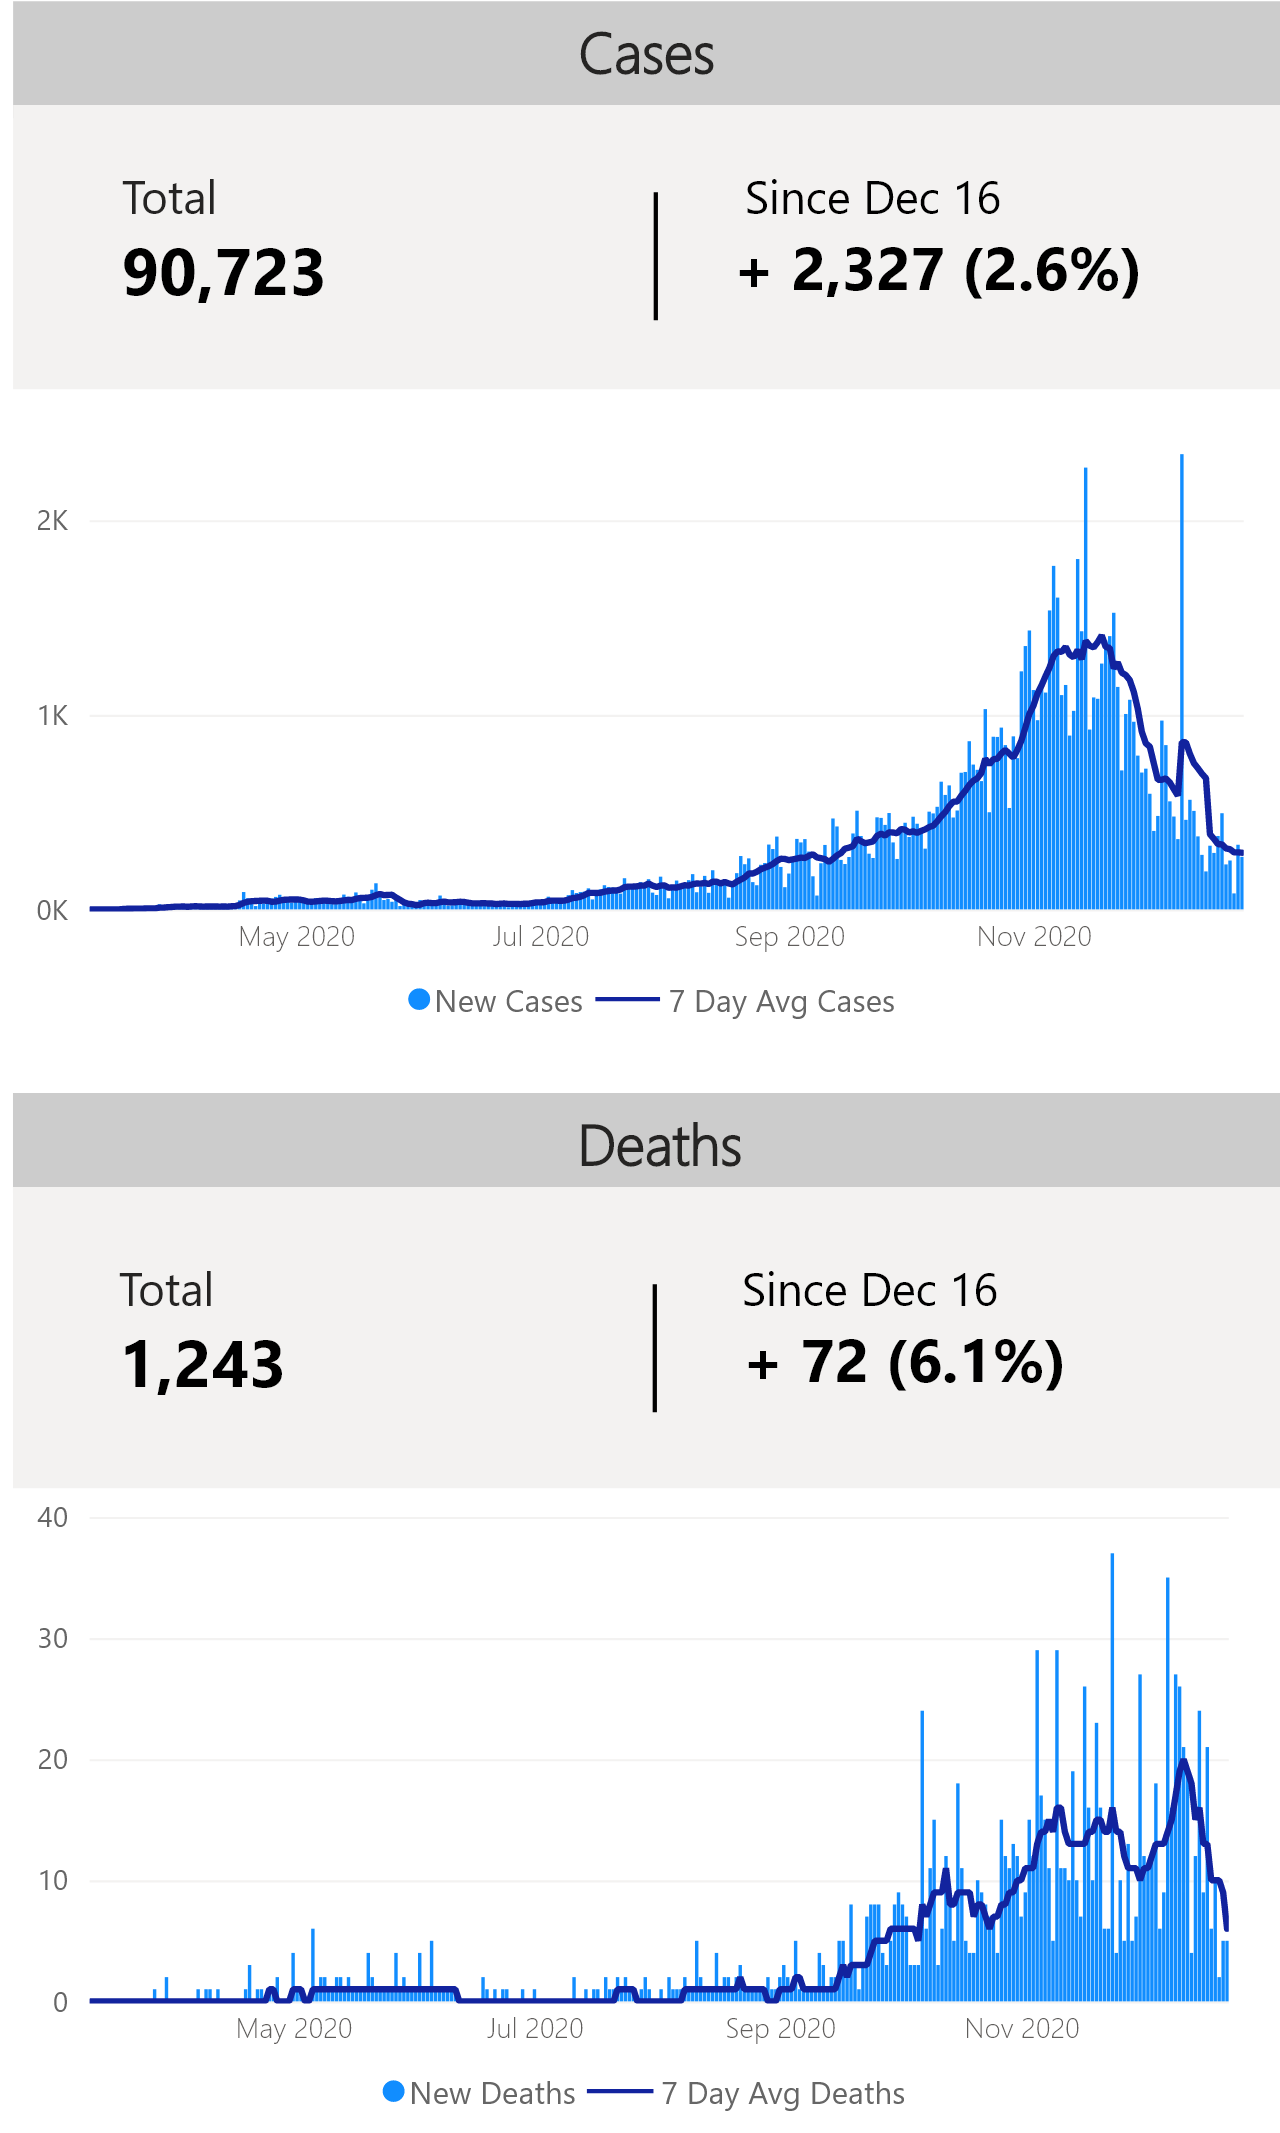 Cases
Total
Since Dec 16
90,723
+ 2,327 (2.6%)
2K
1K
0K
May 2020
Jul 2020
Sep 2020
Nov 2020
New Cases
7 Day Avg Cases
Deaths
Total
Since Dec 16
1,243
+ 72 (6.1%)
40
30
20
10
0
May 2020
Jul 2020
Sep 2020
Nov 2020
New Deaths
7 Day Avg Deaths